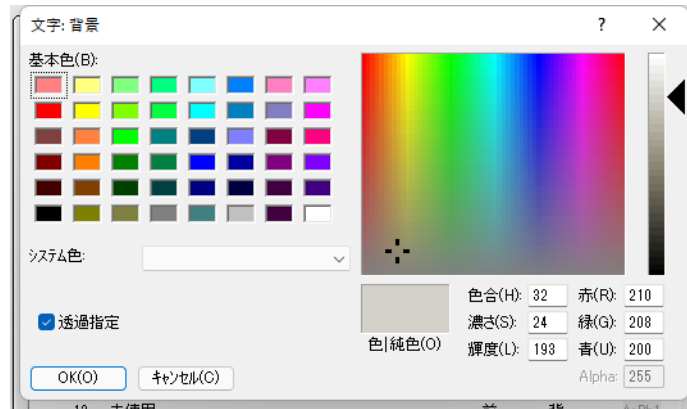 文字: 背景
?
×
基本色(B):
システム色:
透過指定
OK(O)
キャンセル(C)
色|純色(O)
色合(H): 32
濃さ(S): 24
輝度(L): 193
赤(R): 210
緑(G): 208
青(U): 200
Alpha: 255